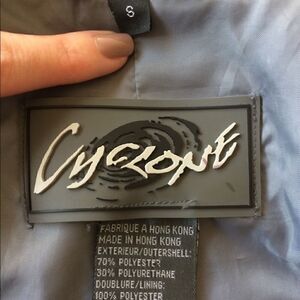 S
Cyclone
FABRIQUE A HONG KONG
MADE IN HONG KONG
EXTERIEUR/OUTERSHELL:
70% POLYESTER
30% POLYURETHANE
DOUBLURE/LINING:
100% POLYESTER